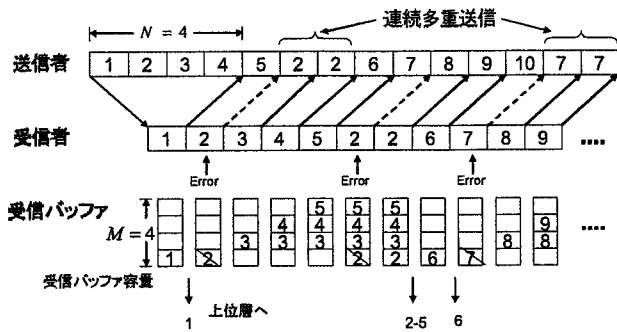 N = 4
連続多重送信
送信者
1 2 3 4 5 2 2 6 7 8 9 10 7 7
受信者
1 2 3 4 5 2 2 6 7 8 9 ····
Error Error Error
受信バッファ
M = 4
5 5 5
4 4 4 4 9
3 3 3 3 3 8 8 ····
1 2 2 2 6 7
受信バッファ容量
上位層へ
1 2-5 6